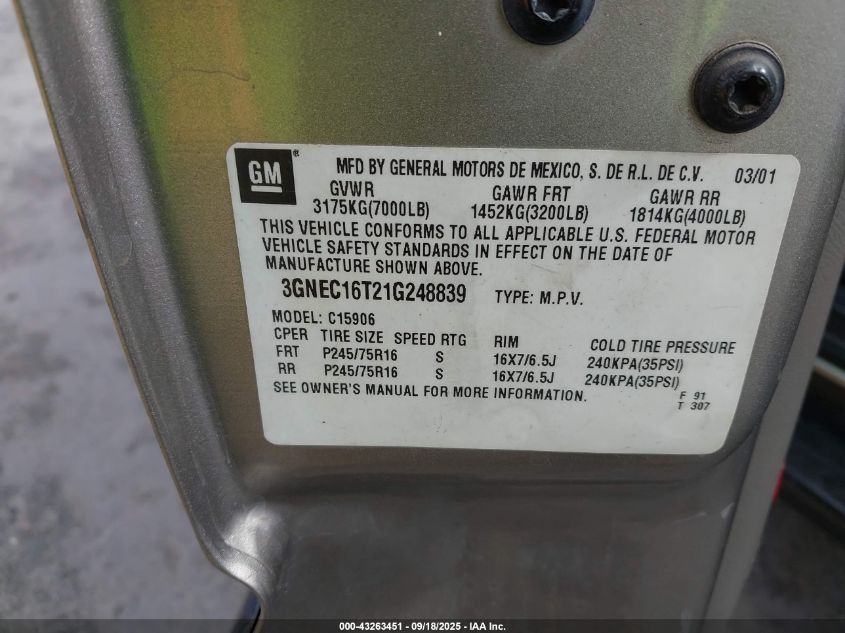 GM ® MFD BY GENERAL MOTORS DE MEXICO, S. DE R.L. DE C.V. 03/01
GVWR GAWR FRT GAWR RR
3175KG(7000LB) 1452KG(3200LB) 1814KG(4000LB)
THIS VEHICLE CONFORMS TO ALL APPLICABLE U.S. FEDERAL MOTOR
VEHICLE SAFETY STANDARDS IN EFFECT ON THE DATE OF
MANUFACTURE SHOWN ABOVE.
3GNEC16T21G248839 TYPE: M.P.V.
MODEL: C15906
CPER TIRE SIZE SPEED RTG RIM COLD TIRE PRESSURE
FRT P245/75R16 S 16X7/6.5J 240KPA(35PSI)
RR P245/75R16 S 16X7/6.5J 240KPA(35PSI)
SEE OWNER'S MANUAL FOR MORE INFORMATION. F 91
T 307
000-43263451 - 09/18/2025 - IAA Inc.